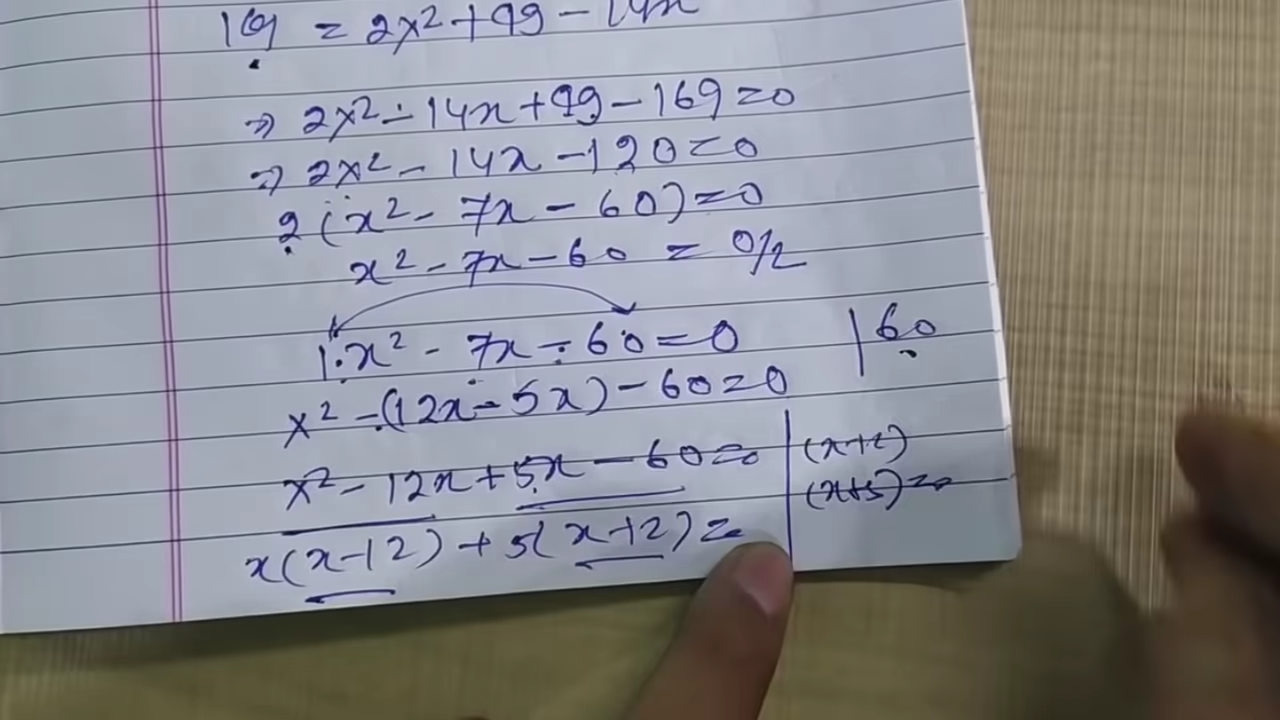 169 = 2x² + 49 - 14x
⇒ 2x² - 14x + 49 - 169 = 0
⇒ 2x² - 14x - 120 = 0
2(x² - 7x - 60) = 0
x² - 7x - 60 = 0/2
1·x² - 7x - 60 = 0
60
x² - (12x - 5x) - 60 = 0
x² - 12x + 5x - 60 = 0
(x+2)
(x+5) = 0
x(x-12) + 5(x-12) = 0